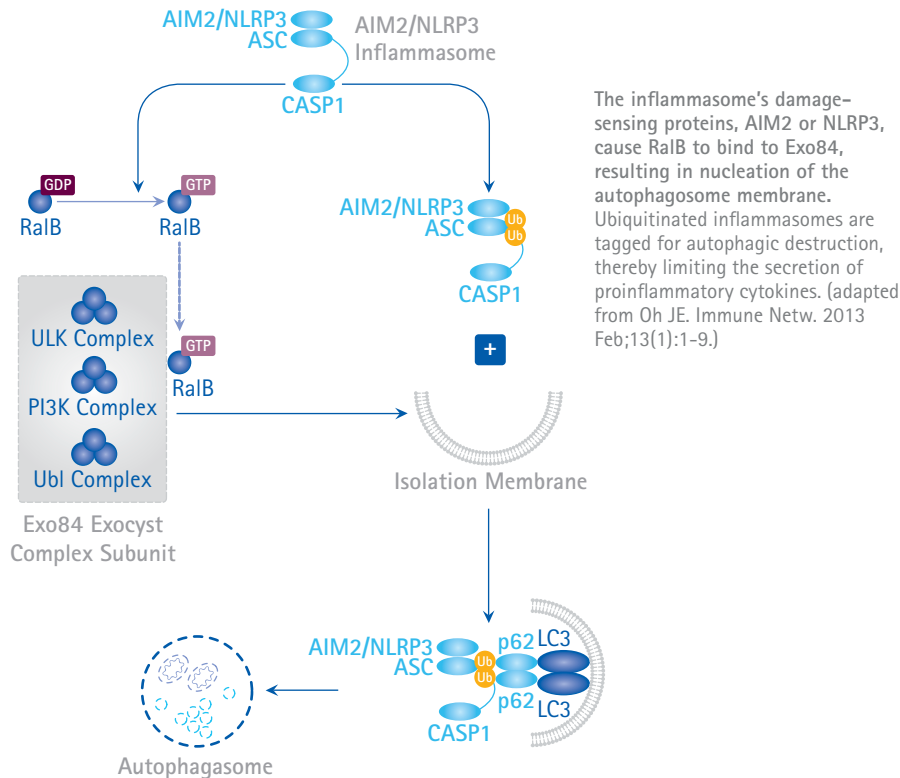 AIM2/NLRP3
ASC
AIM2/NLRP3
Inflammasome
CASP1
The inflammasome's damage-
sensing proteins, AIM2 or NLRP3,
cause RalB to bind to Exo84,
resulting in nucleation of the
autophagosome membrane.
Ubiquitinated inflammasomes are
tagged for autophagic destruction,
thereby limiting the secretion of
proinflammatory cytokines. (adapted
from Oh JE. Immune Netw. 2013
Feb;13(1):1-9.)
GDP
RalB
GTP
RalB
AIM2/NLRP3
ASC
Ub
Ub
CASP1
ULK Complex
PI3K Complex
Ubl Complex
GTP
RalB
+
Exo84 Exocyst
Complex Subunit
Isolation Membrane
AIM2/NLRP3
ASC
Ub
Ub
p62
LC3
p62
LC3
CASP1
Autophagasome